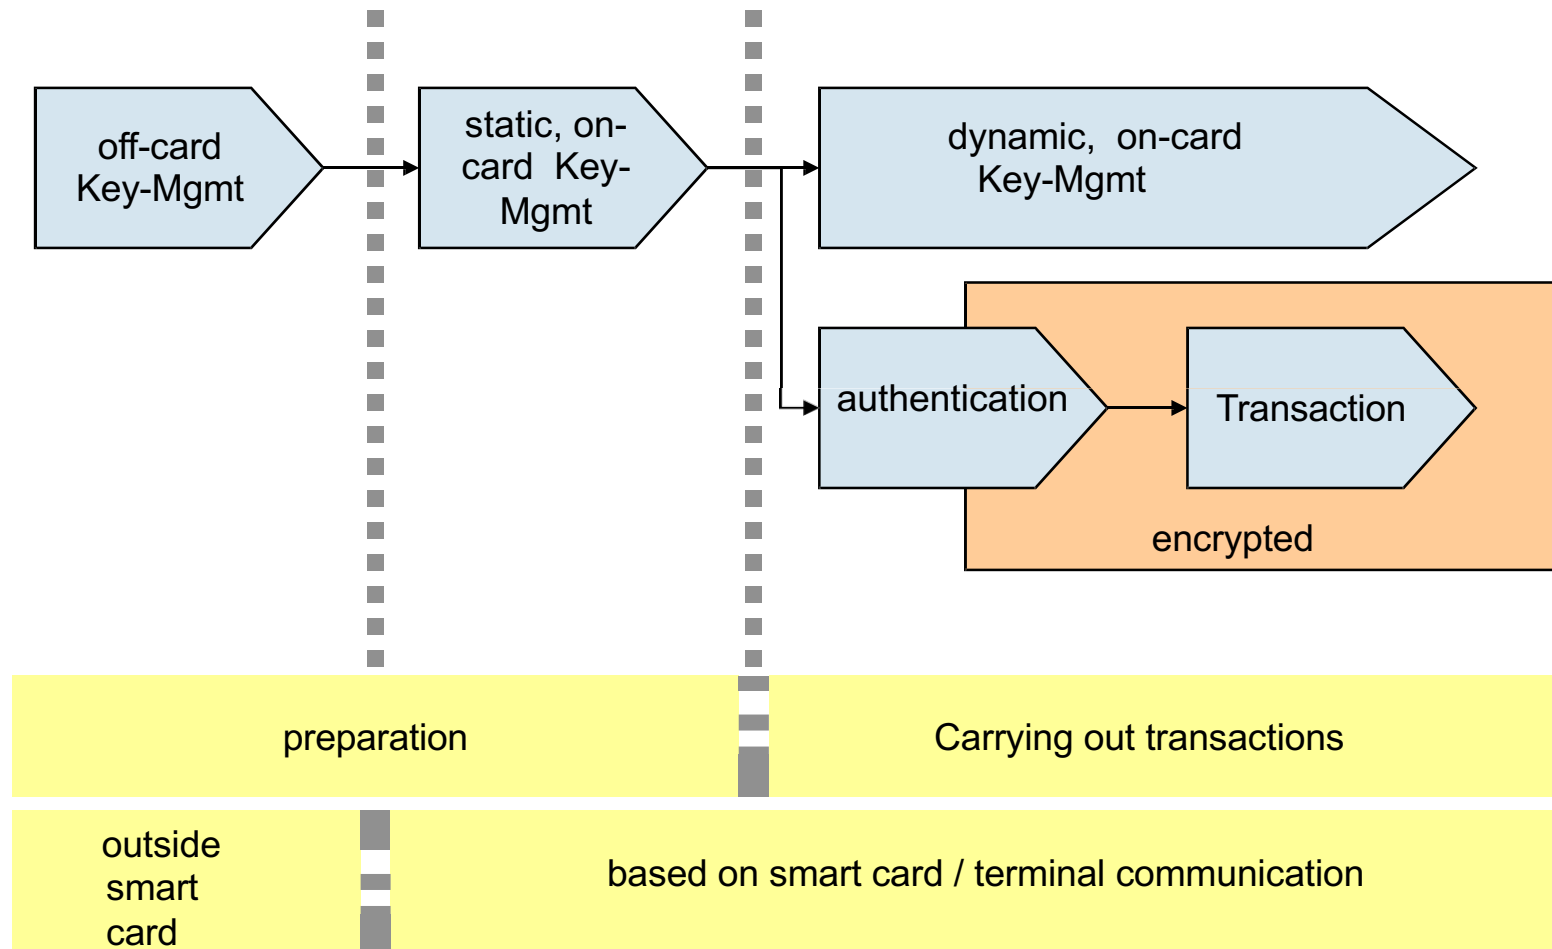 off-card
Key-Mgmt
static, on-
card Key-
Mgmt
dynamic, on-card
Key-Mgmt
authentication
Transaction
encrypted
preparation
Carrying out transactions
outside
smart
card
based on smart card / terminal communication